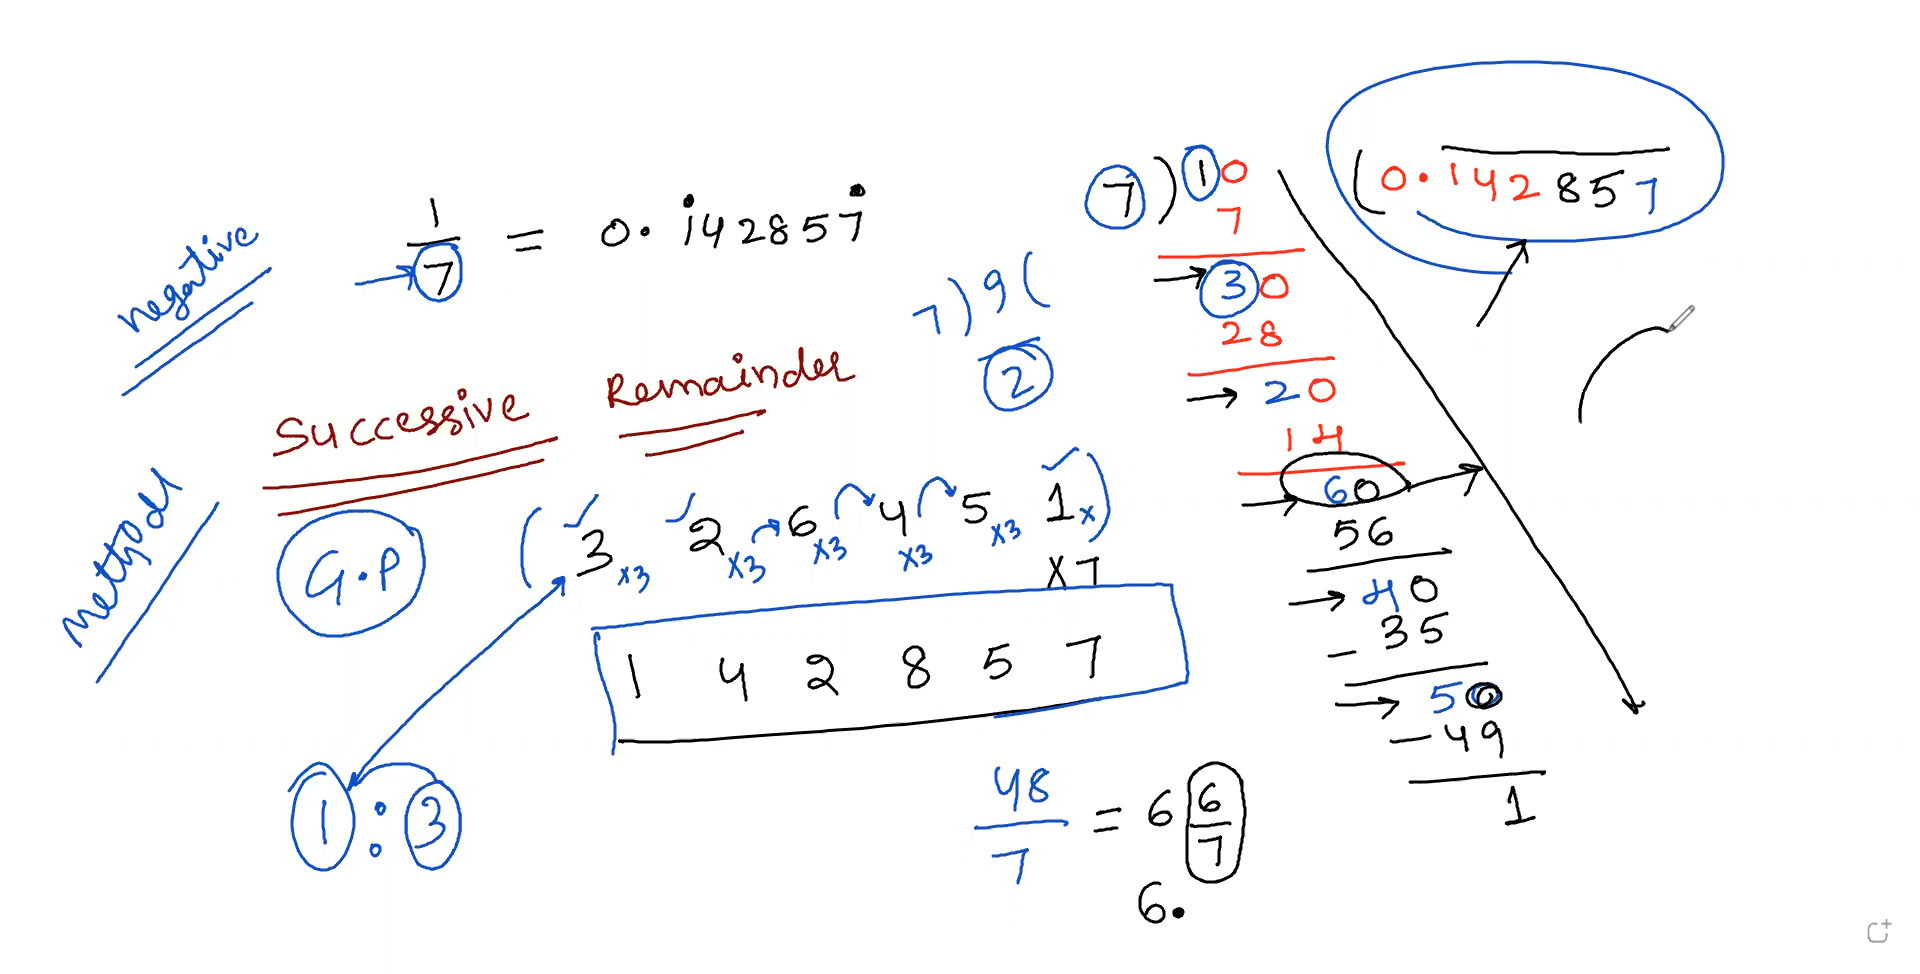 negative
1/7 = 0.142857
7)10(0.142857
7
30
28
20
14
60
56
40
-35
50
-49
1
7)9(
2
Successive Remainder
Method
G.P
(3×3 2×3 6×3 4×3 5×3 1×)
×7
1 4 2 8 5 7
1:3
48/7 = 6 6/7
6.